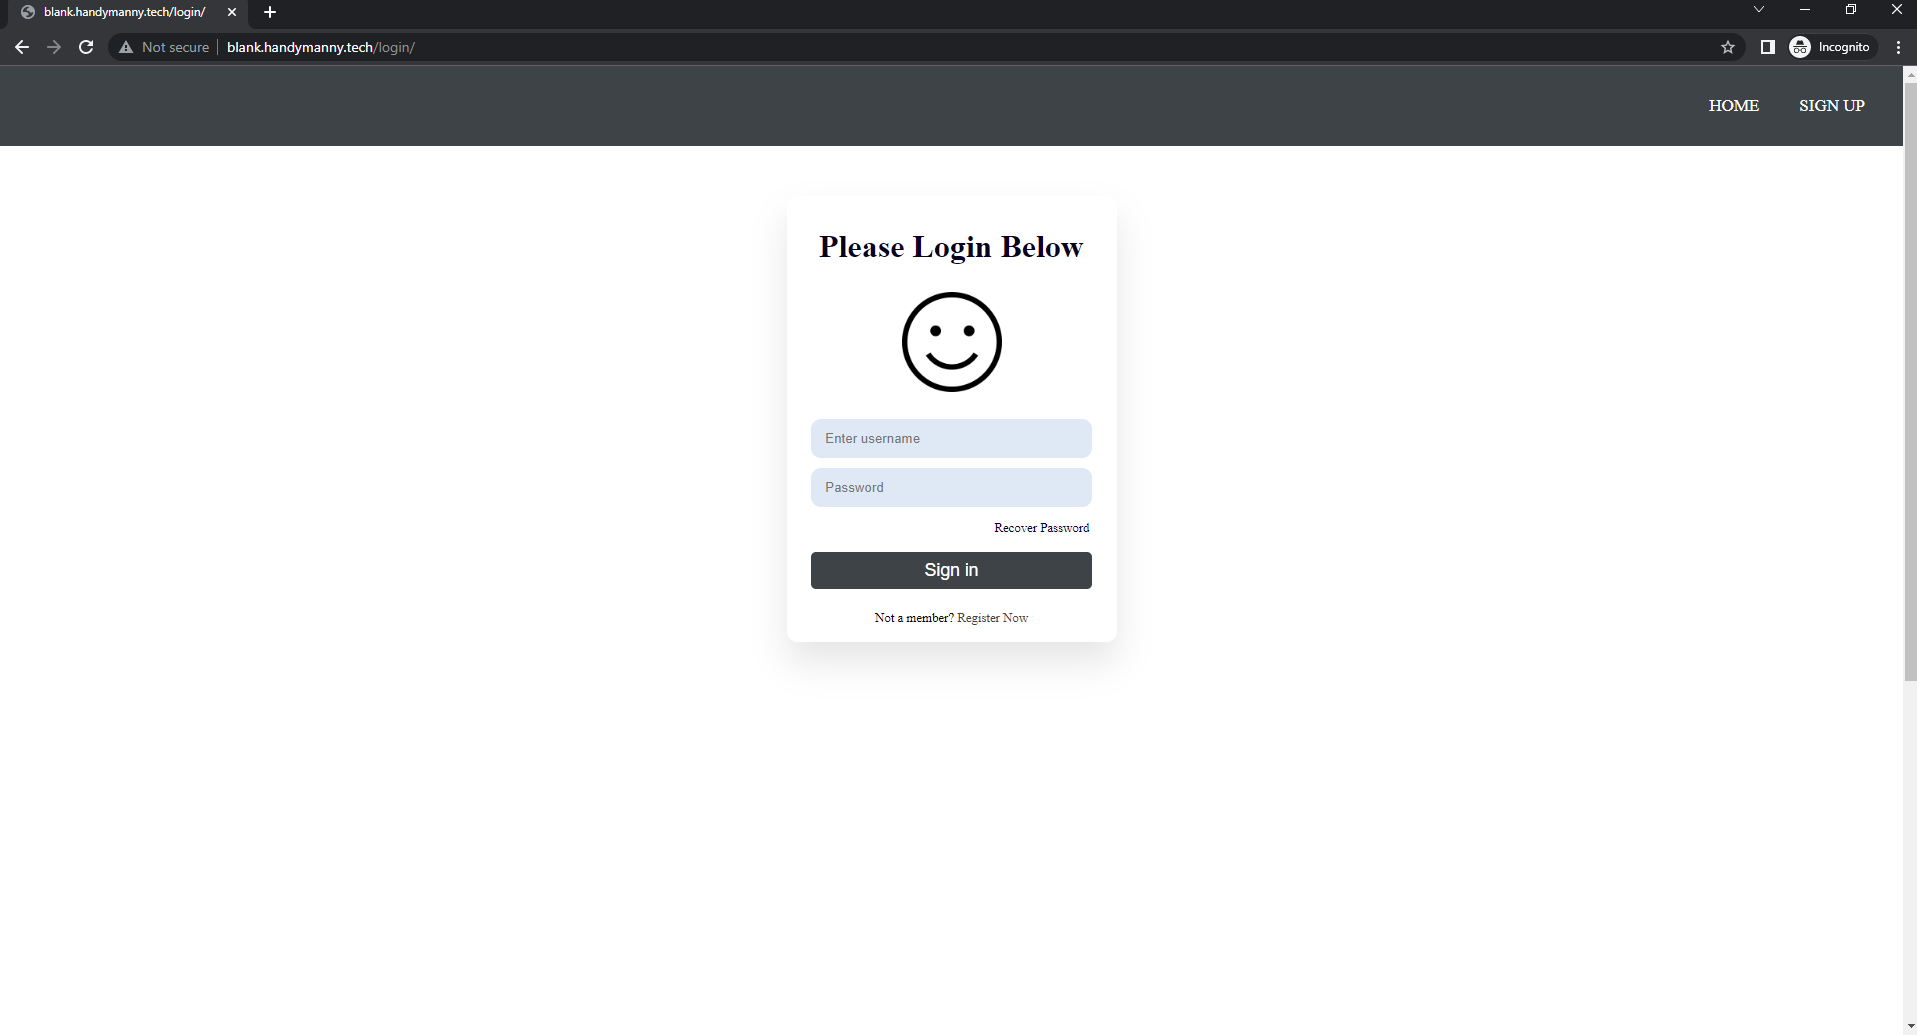 blank.handymanny.tech/login/
Not secure blank.handymanny.tech/login/ Incognito
HOME SIGN UP
Please Login Below
Enter username
Password
Recover Password
Sign in
Not a member? Register Now